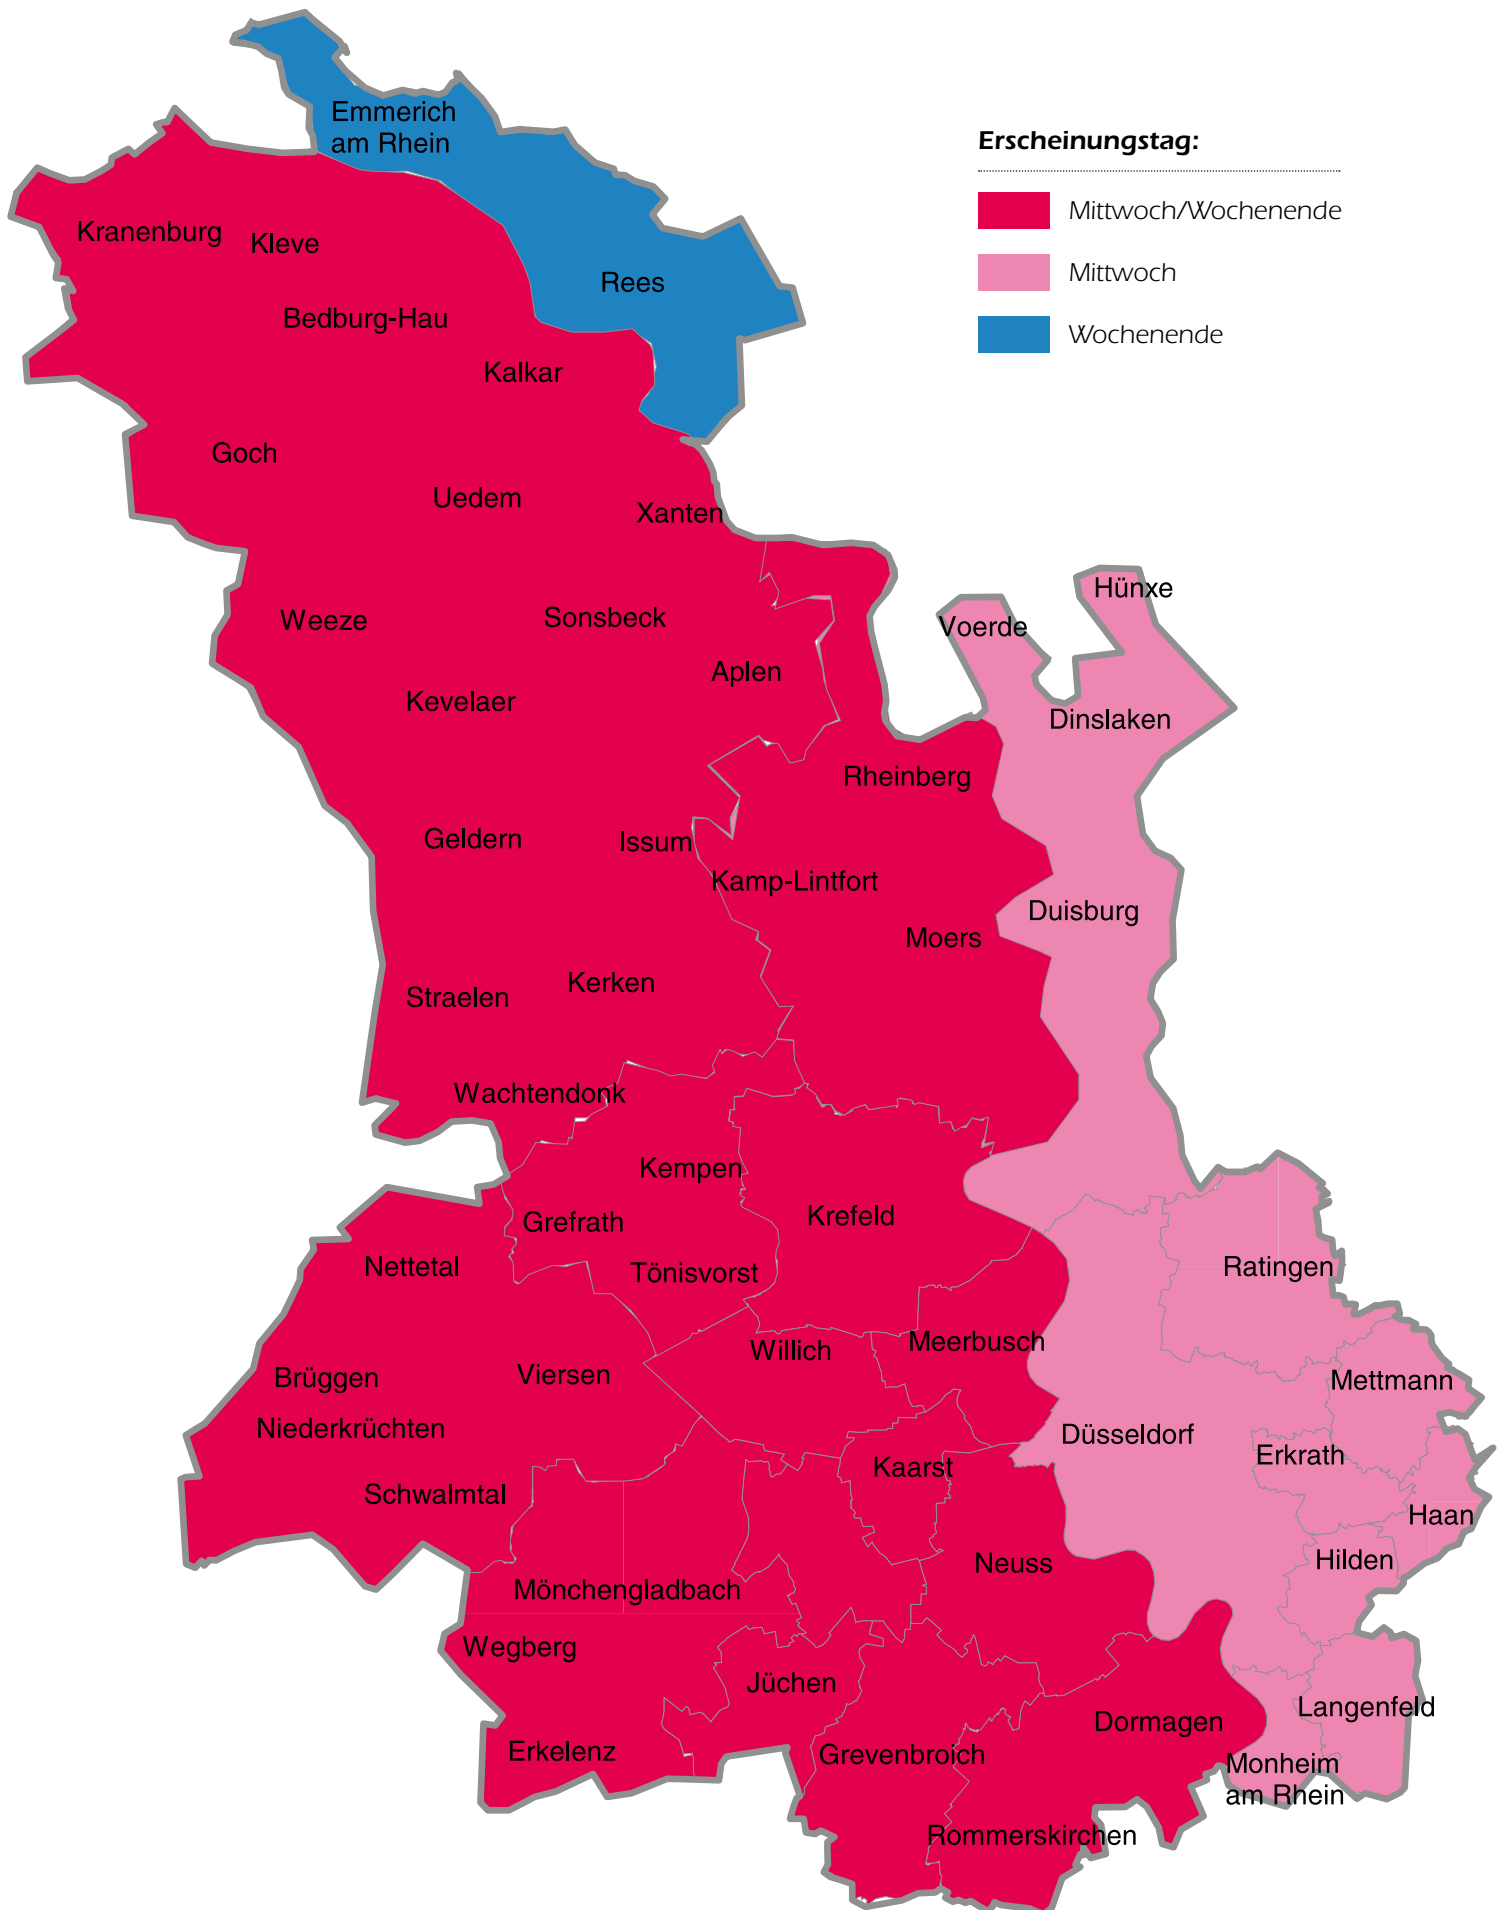 Emmerich
am Rhein
Erscheinungstag:
Mittwoch/Wochenende
Kranenburg
Kleve
Mittwoch
Rees
Bedburg-Hau
Wochenende
Kalkar
Goch
Uedem
Xanten
Hünxe
Weeze
Sonsbeck
Voerde
Aplen
Kevelaer
Dinslaken
Rheinberg
Geldern
Issum
Kamp-Lintfort
Duisburg
Moers
Straelen
Kerken
Wachtendonk
Kempen
Grefrath
Krefeld
Nettetal
Tönisvorst
Ratingen
Willich
Meerbusch
Brüggen
Viersen
Mettmann
Niederkrüchten
Düsseldorf
Erkrath
Kaarst
Schwalmtal
Haan
Neuss
Hilden
Mönchengladbach
Wegberg
Jüchen
Langenfeld
Dormagen
Erkelenz
Grevenbroich
Monheim
am Rhein
Rommerskirchen